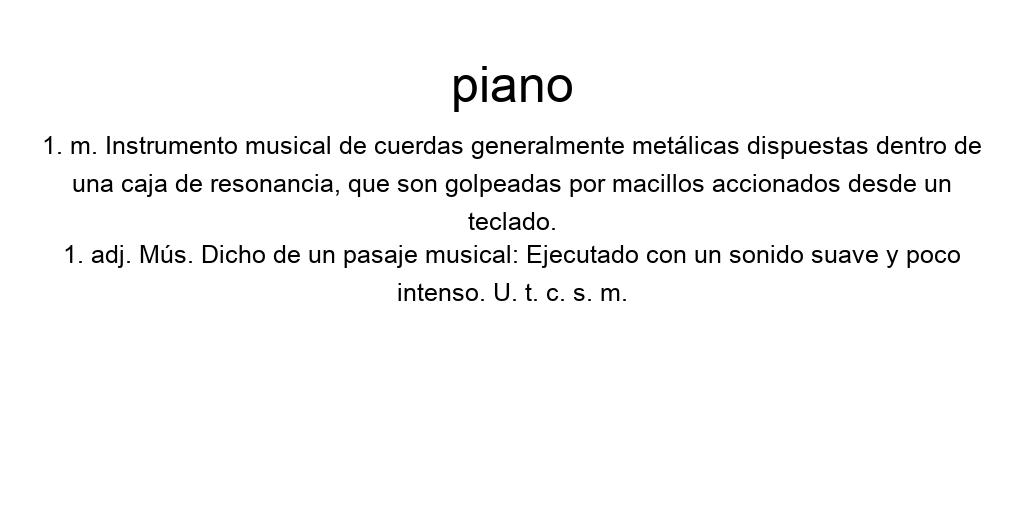 piano
1. m. Instrumento musical de cuerdas generalmente metálicas dispuestas dentro de
una caja de resonancia, que son golpeadas por macillos accionados desde un
teclado.
1. adj. Mús. Dicho de un pasaje musical: Ejecutado con un sonido suave y poco
intenso. U. t. c. s. m.